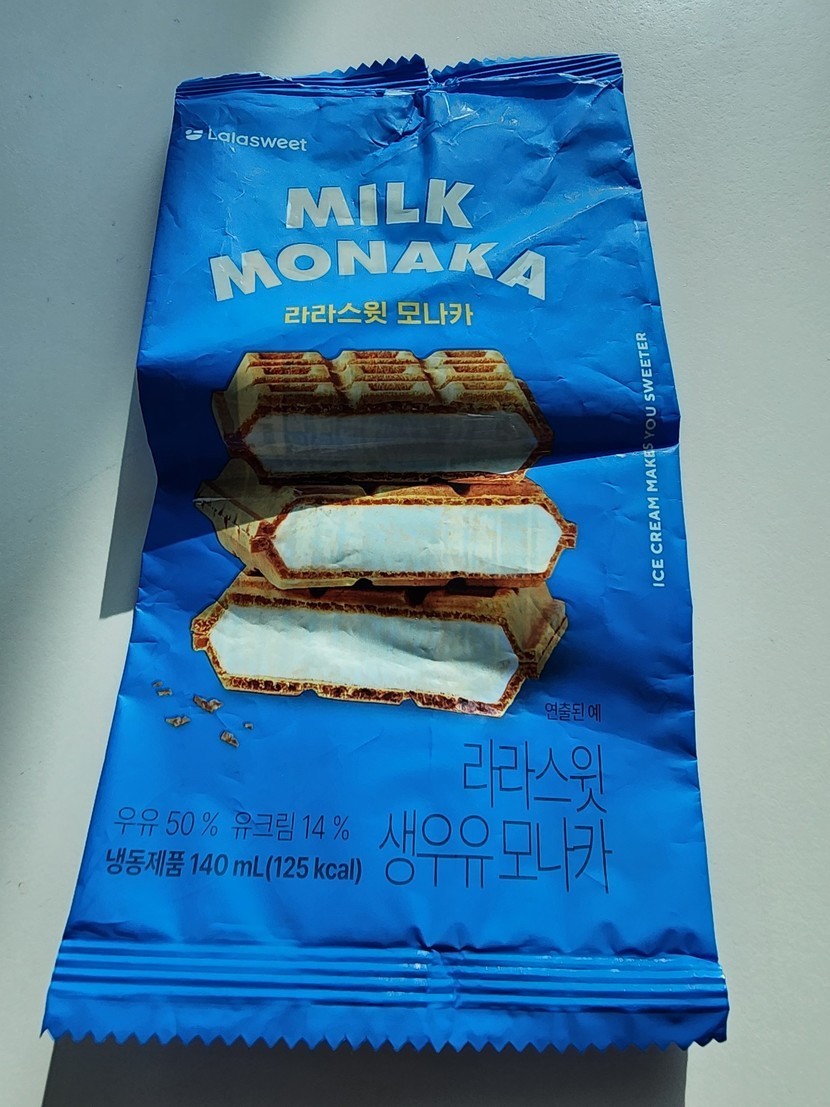 Lalasweet
MILK
MONAKA
라라스윗 모나카
ICE CREAM MAKES YOU SWEETER
연출된 예
라라스윗
생우유 모나카
우유 50 % 유크림 14 %
냉동제품 140 mL(125 kcal)